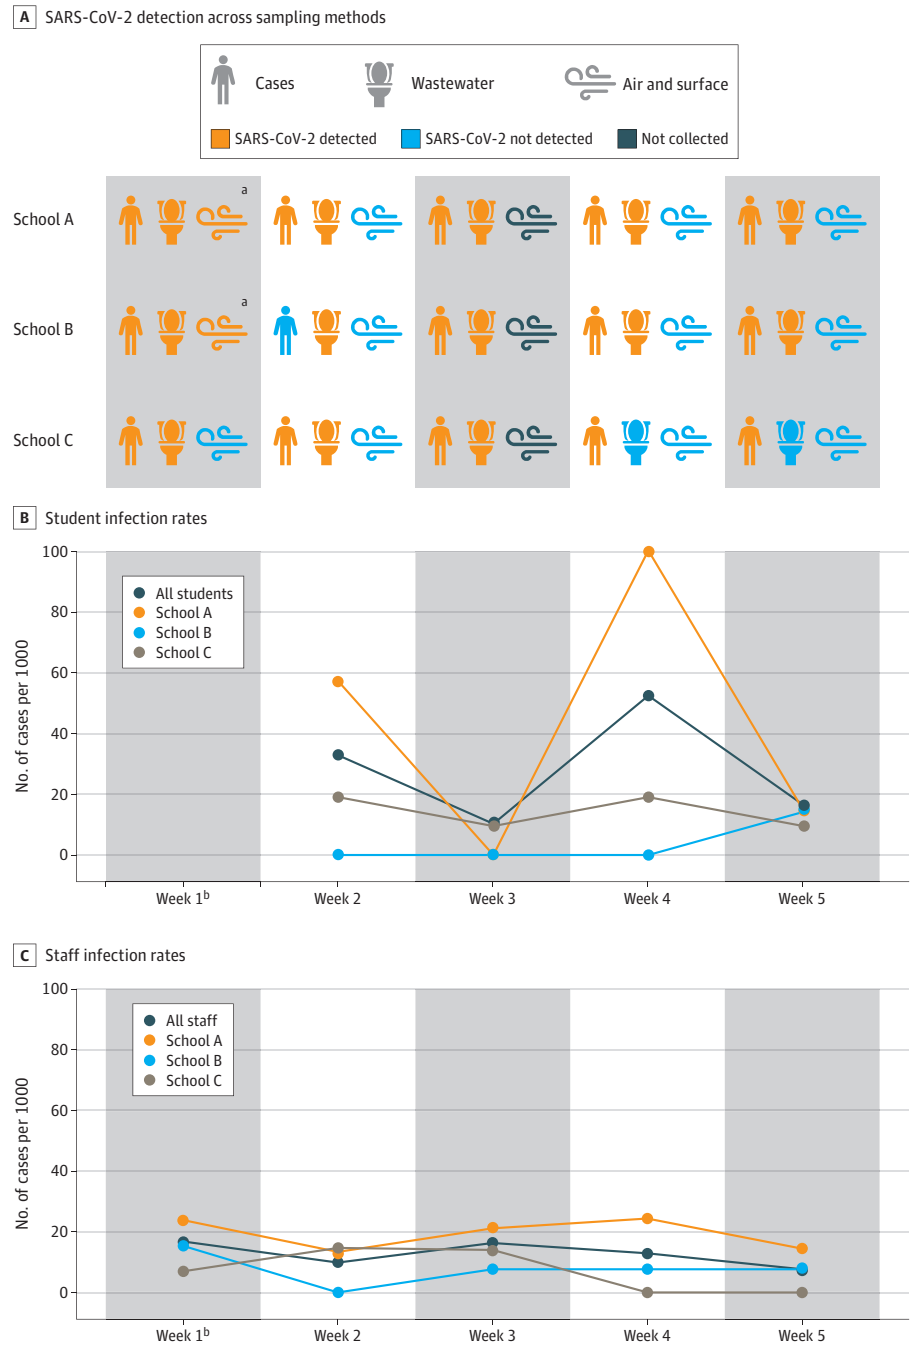 A SARS-CoV-2 detection across sampling methods
Cases Wastewater Air and surface
SARS-CoV-2 detected SARS-CoV-2 not detected Not collected
a
School A
a
School B
School C
B Student infection rates
100
80
60
40
20
0
No. of cases per 1000
All students
School A
School B
School C
Week 1b Week 2 Week 3 Week 4 Week 5
C Staff infection rates
100
80
60
40
20
0
No. of cases per 1000
All staff
School A
School B
School C
Week 1b Week 2 Week 3 Week 4 Week 5